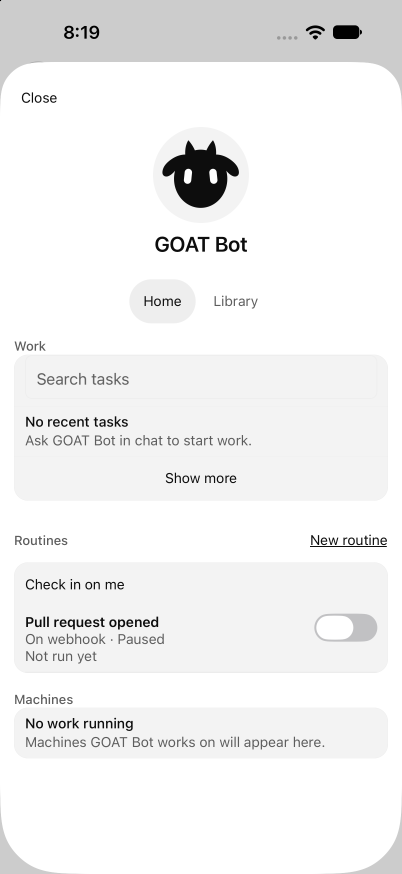 8:19
Close
GOAT Bot
Home
Library
Work
Search tasks
No recent tasks
Ask GOAT Bot in chat to start work.
Show more
Routines
New routine
Check in on me
Pull request opened
On webhook · Paused
Not run yet
Machines
No work running
Machines GOAT Bot works on will appear here.